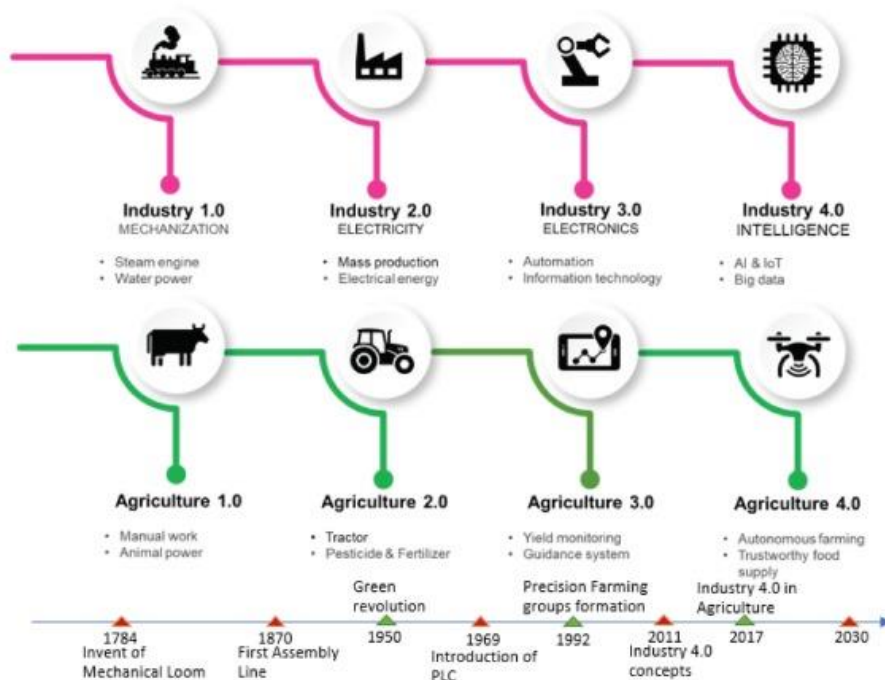 Industry 1.0
MECHANIZATION
• Steam engine
• Water power
Industry 2.0
ELECTRICITY
• Mass production
• Electrical energy
Industry 3.0
ELECTRONICS
• Automation
• Information technology
Industry 4.0
INTELLIGENCE
• AI & IoT
• Big data
Agriculture 1.0
• Manual work
• Animal power
Agriculture 2.0
• Tractor
• Pesticide & Fertilizer
Agriculture 3.0
• Yield monitoring
• Guidance system
Agriculture 4.0
• Autonomous farming
• Trustworthy food
supply
1784
Invent of
Mechanical Loom
1870
First Assembly
Line
Green
revolution
1950
1969
Introduction of
PLC
Precision Farming
groups formation
1992
2011
Industry 4.0
concepts
Industry 4.0 in
Agriculture
2017
2030